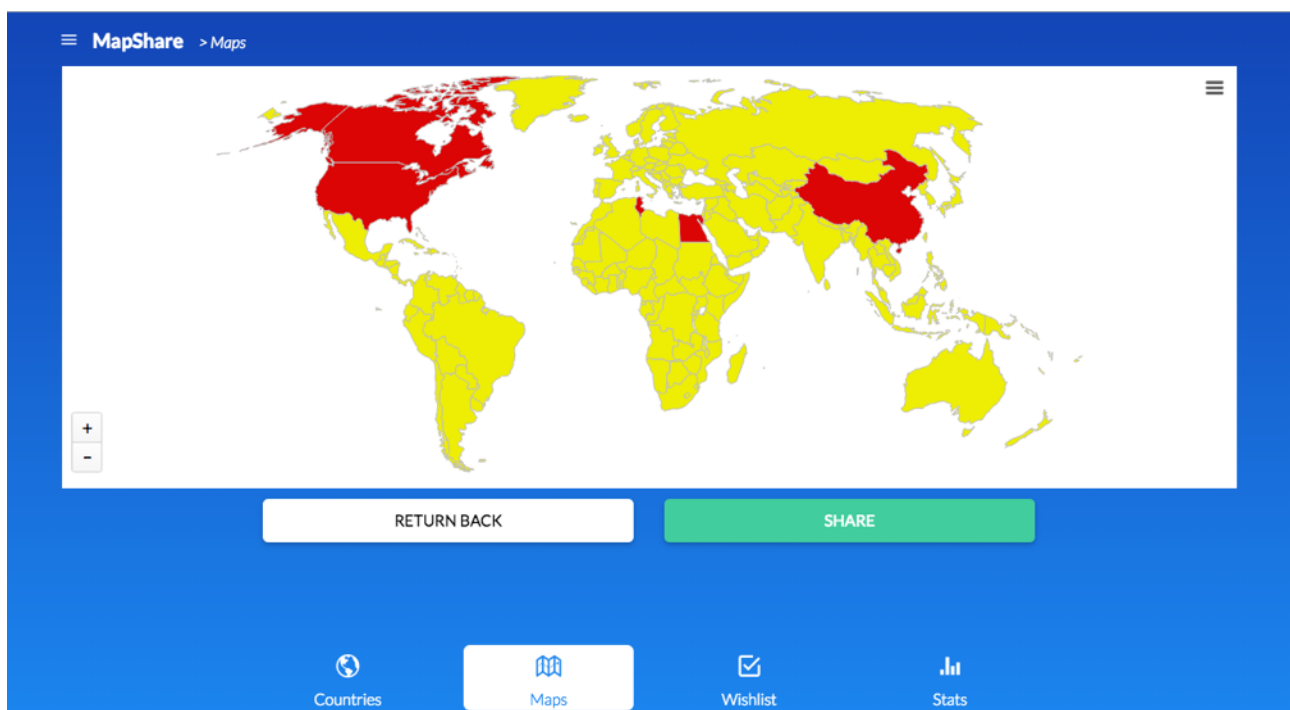 MapShare > Maps
+
-
RETURN BACK
SHARE
Countries
Maps
Wishlist
Stats